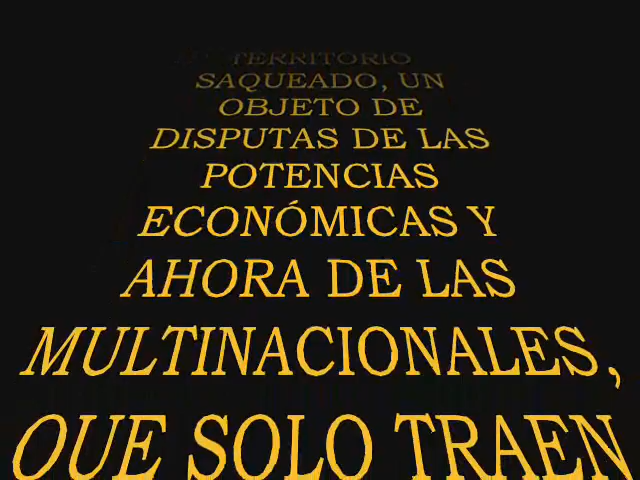 TERRITORIO
SAQUEADO, UN
OBJETO DE
DISPUTAS DE LAS
POTENCIAS
ECONÓMICAS Y
AHORA DE LAS
MULTINACIONALES,
QUE SOLO TRAEN